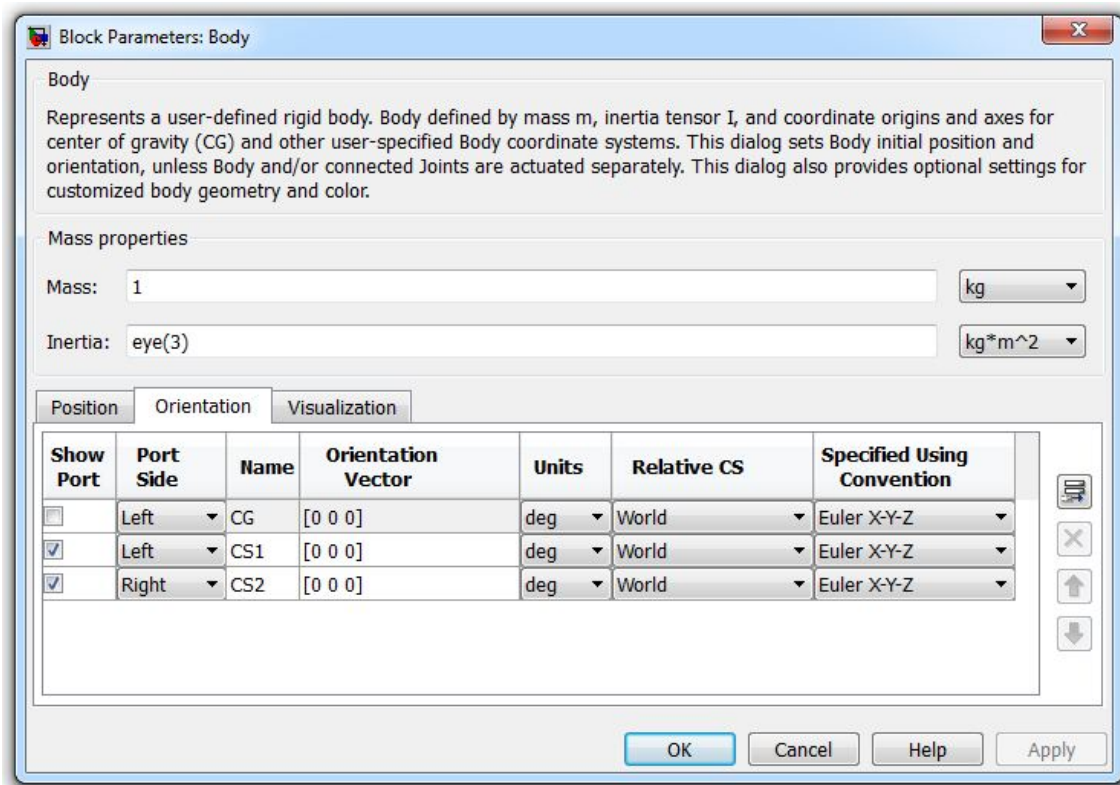 Block Parameters: Body
Body
Represents a user-defined rigid body. Body defined by mass m, inertia tensor I, and coordinate origins and axes for
center of gravity (CG) and other user-specified Body coordinate systems. This dialog sets Body initial position and
orientation, unless Body and/or connected Joints are actuated separately. This dialog also provides optional settings for
customized body geometry and color.
Mass properties
Mass: 1 kg
Inertia: eye(3) kg*m^2
Position Orientation Visualization
Show Port Port Side Name Orientation Vector Units Relative CS Specified Using Convention
Left CG [0 0 0] deg World Euler X-Y-Z
Left CS1 [0 0 0] deg World Euler X-Y-Z
Right CS2 [0 0 0] deg World Euler X-Y-Z
OK Cancel Help Apply